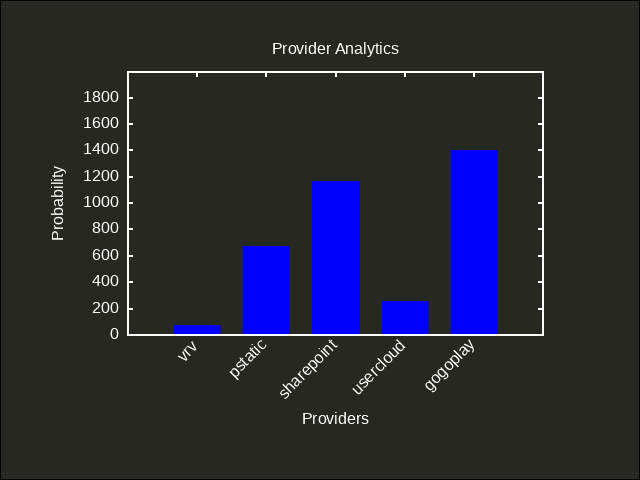 Provider Analytics
Probability
1800
1600
1400
1200
1000
800
600
400
200
0
vrv
pstatic
sharepoint
usercloud
gogoplay
Providers